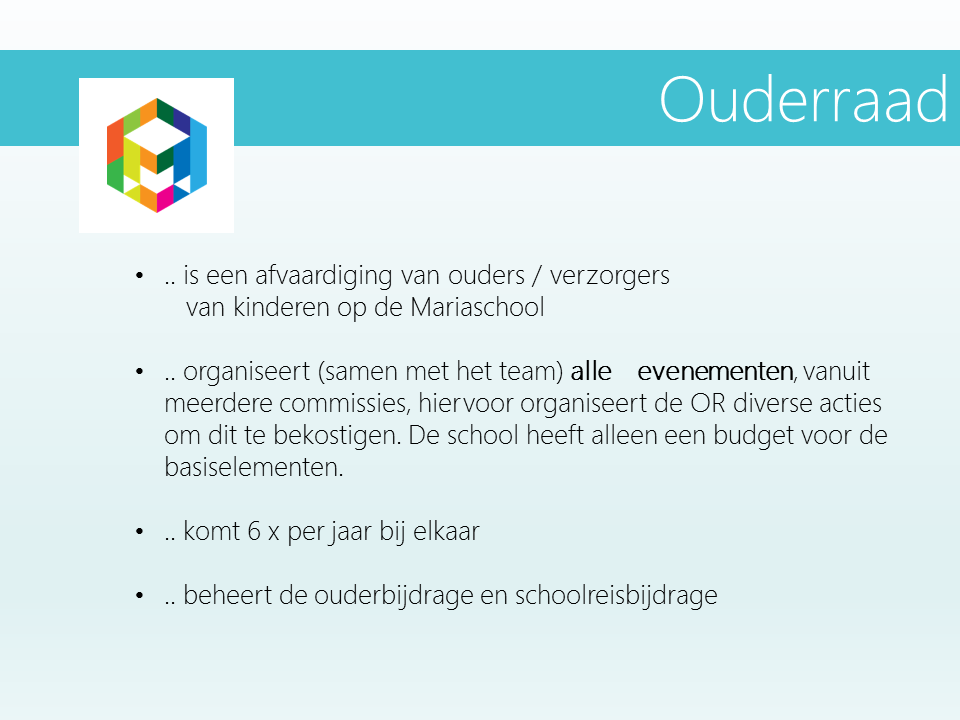 Ouderraad
• .. is een afvaardiging van ouders / verzorgers
van kinderen op de Mariaschool
• .. organiseert (samen met het team) alle evenementen, vanuit
meerdere commissies, hiervoor organiseert de OR diverse acties
om dit te bekostigen. De school heeft alleen een budget voor de
basiselementen.
• .. komt 6 x per jaar bij elkaar
• .. beheert de ouderbijdrage en schoolreisbijdrage